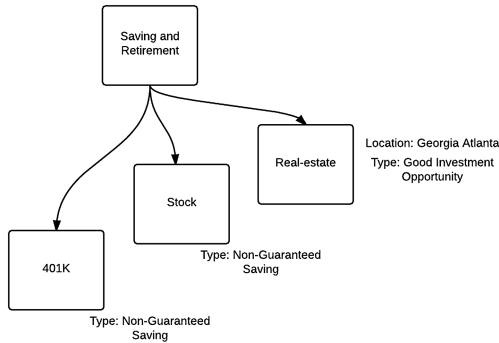 Saving and
Retirement
Real-estate
Location: Georgia Atlanta
Type: Good Investment
Opportunity
Stock
Type: Non-Guaranteed
Saving
401K
Type: Non-Guaranteed
Saving